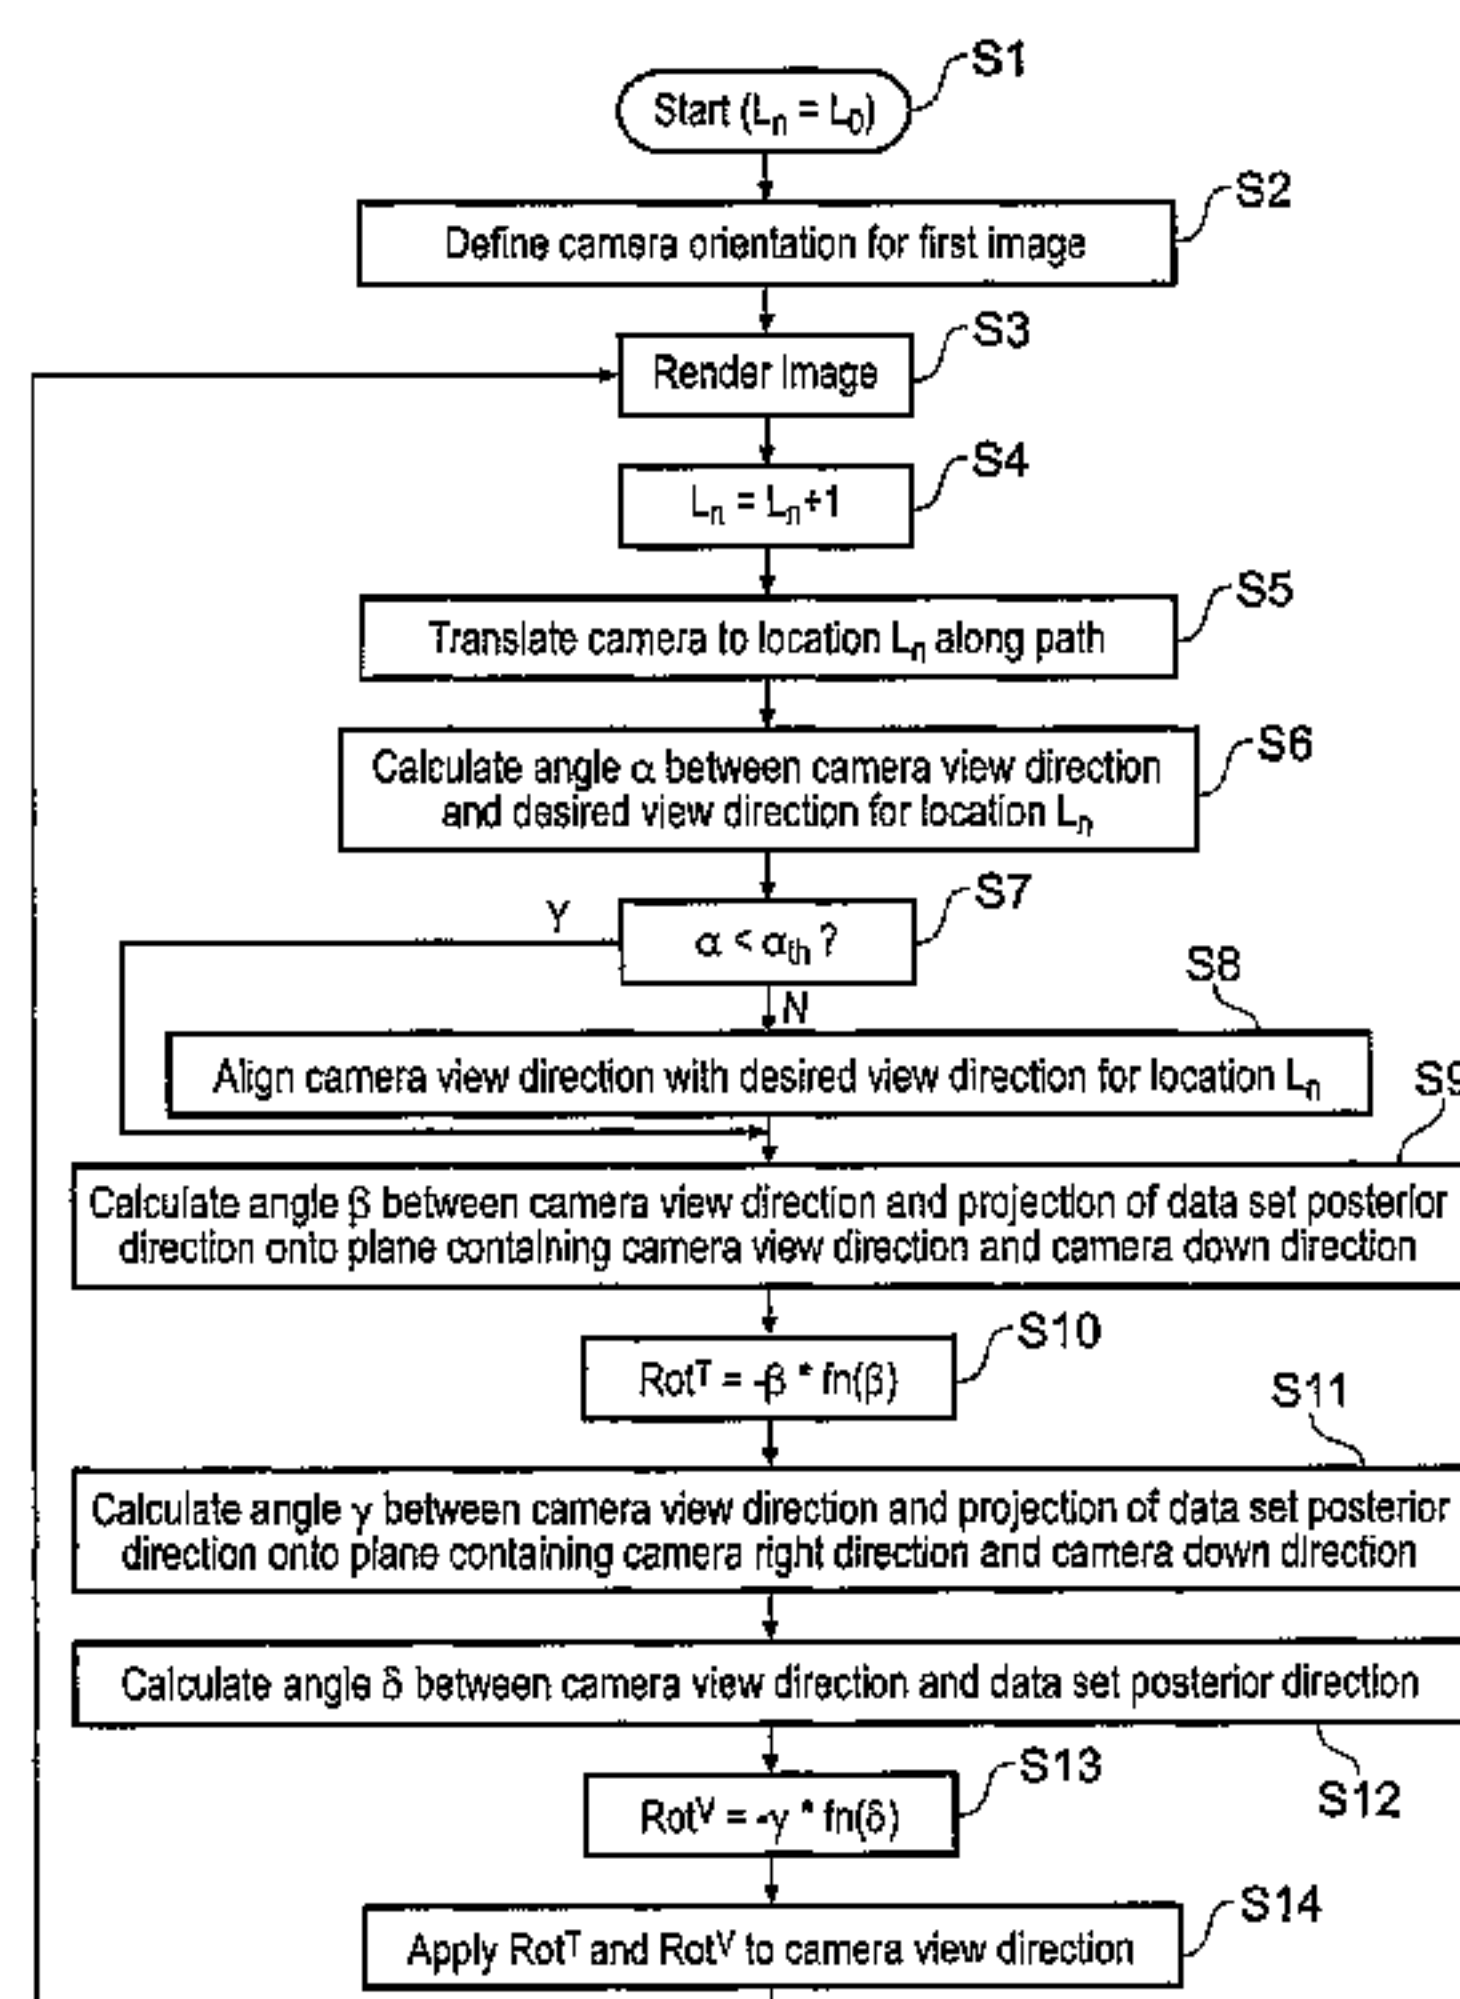 S1
Start (Ln = L0)
S2
Define camera orientation for first image
S3
Render Image
S4
Ln = Ln+1
S5
Translate camera to location Ln along path
S6
Calculate angle α between camera view direction
and desired view direction for location Ln
S7
Y
α < αth ?
N
S8
Align camera view direction with desired view direction for location Ln
S9
Calculate angle β between camera view direction and projection of data set posterior
direction onto plane containing camera view direction and camera down direction
S10
RotT = -β * fn(β)
S11
Calculate angle γ between camera view direction and projection of data set posterior
direction onto plane containing camera right direction and camera down direction
Calculate angle δ between camera view direction and data set posterior direction
S12
S13
RotV = -γ * fn(δ)
S14
Apply RotT and RotV to camera view direction